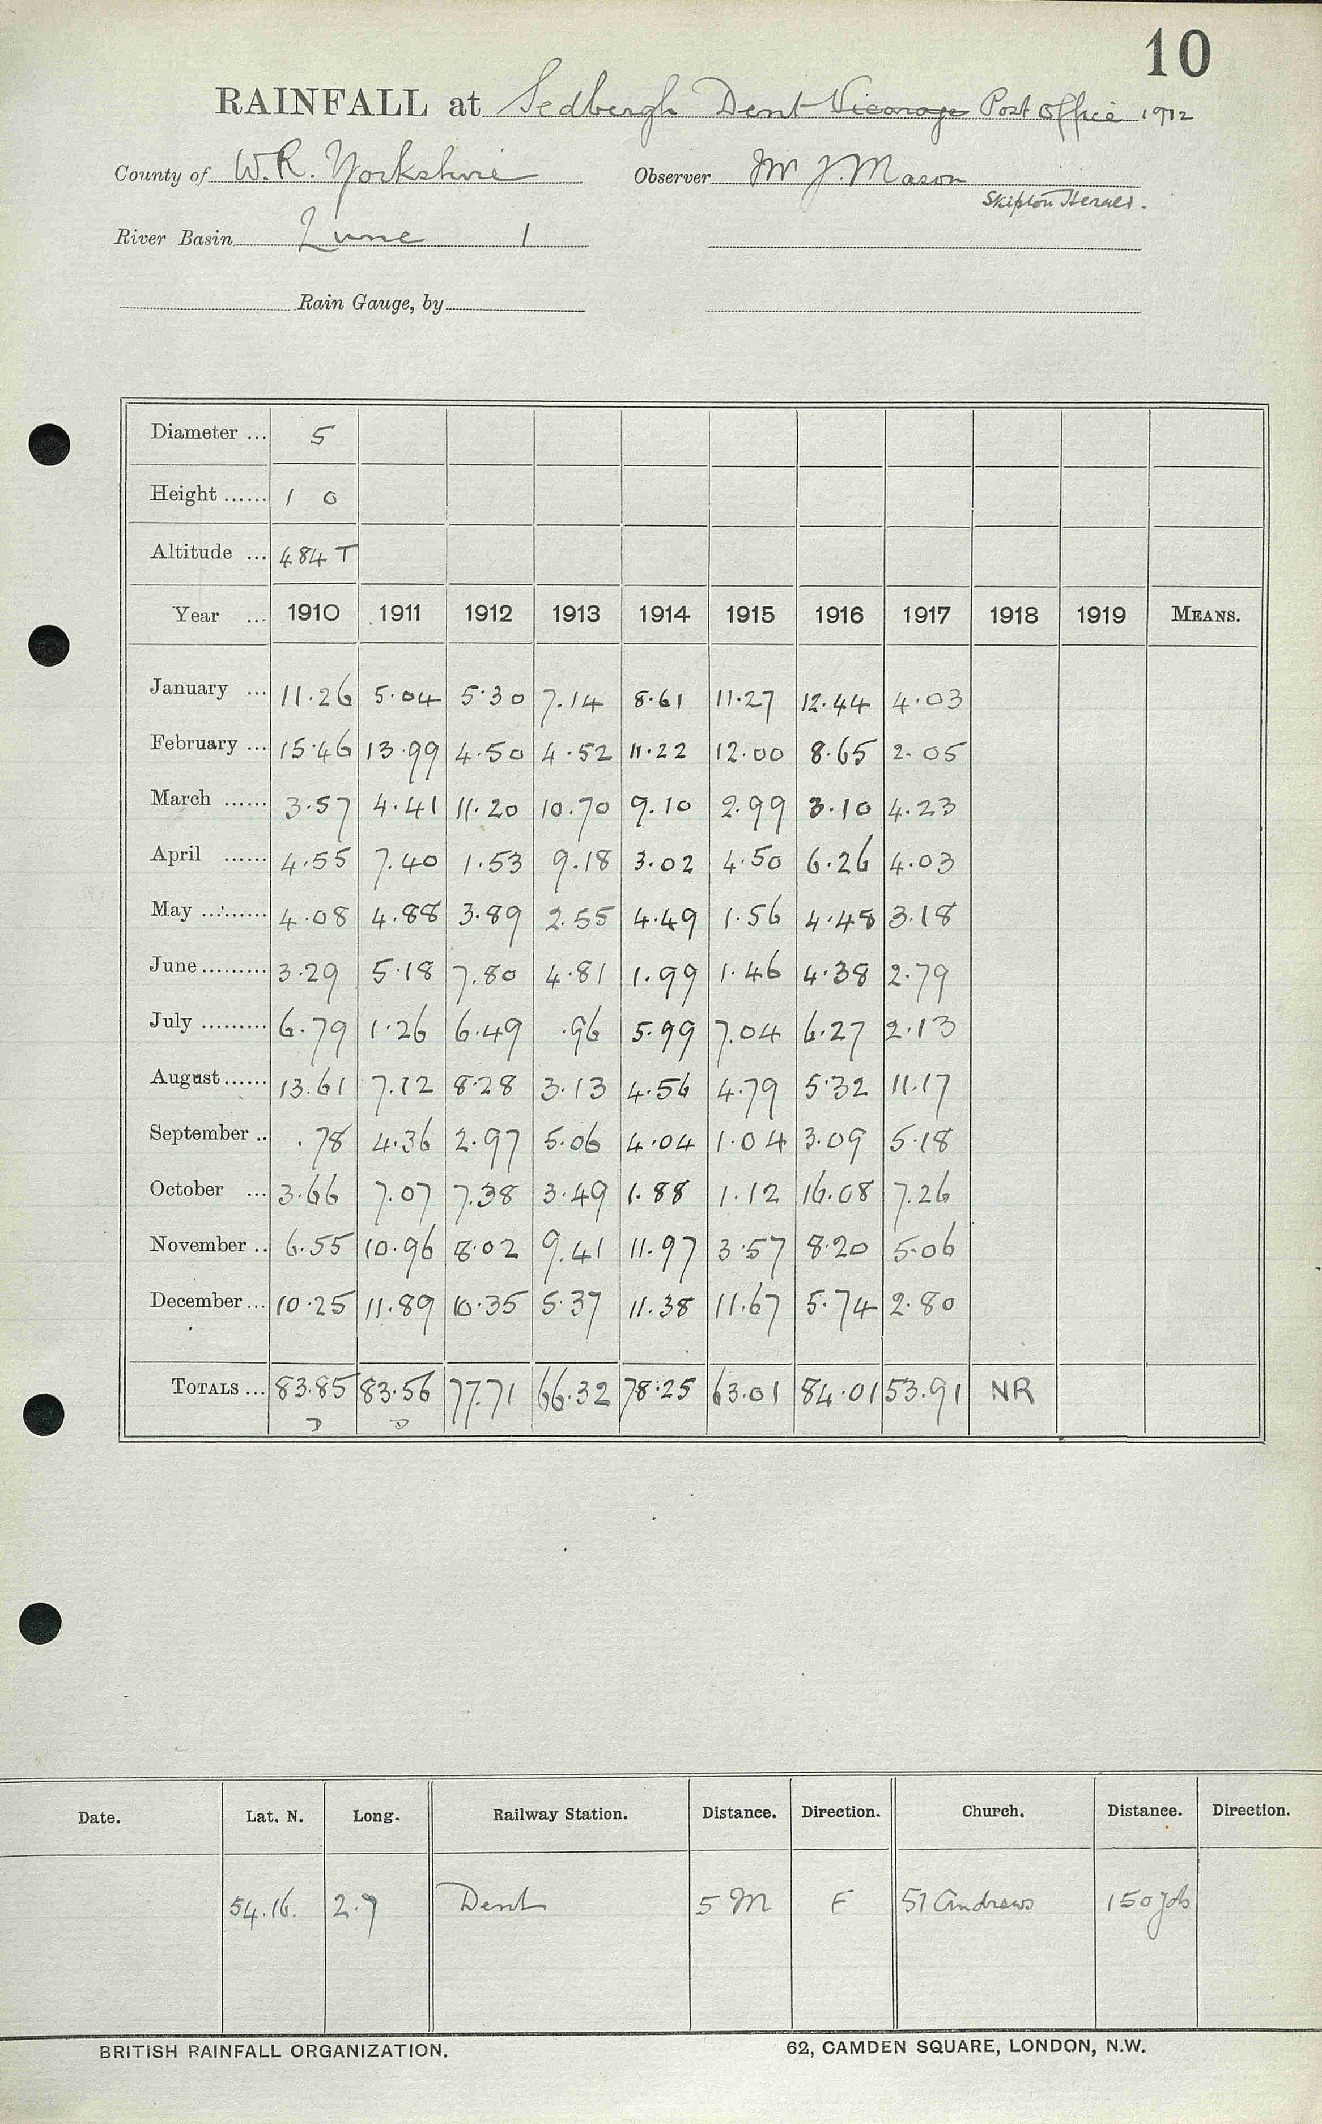 10
RAINFALL at Sedbergh Dent Vicarage Post Office 1912
County of W.R. Yorkshire Observer Mr J. Mason
Skipton Herald.
River Basin Lune 1
Rain Gauge, by
Diameter ... 5
Height ...... 1 0
Altitude ... 484 T
Year ... 1910 1911 1912 1913 1914 1915 1916 1917 1918 1919 MEANS.
January ... 11.26 5.04 5.30 7.14 8.61 11.27 12.44 4.03
February ... 15.46 13.99 4.50 4.52 11.22 12.00 8.65 2.05
March ...... 3.57 4.41 11.20 10.70 9.10 2.99 3.10 4.23
April ...... 4.55 7.40 1.53 9.18 3.02 4.50 6.26 4.03
May ......... 4.08 4.88 3.89 2.55 4.49 1.56 4.48 3.18
June ......... 3.29 5.18 7.80 4.81 1.99 1.46 4.38 2.79
July ......... 6.79 1.26 6.49 .96 5.99 7.04 6.27 2.13
August ...... 13.61 7.12 8.28 3.13 4.56 4.79 5.32 11.17
September .. .78 4.36 2.97 5.06 4.04 1.04 3.09 5.18
October ... 3.66 7.07 7.38 3.49 1.88 1.12 16.08 7.26
November .. 6.55 10.96 8.02 9.41 11.97 3.57 8.20 5.06
December ... 10.25 11.89 10.35 5.37 11.38 11.67 5.74 2.80
TOTALS ... 83.85 83.56 77.71 66.32 78.25 63.01 84.01 53.91 NR
Date. Lat. N. Long. Railway Station. Distance. Direction. Church. Distance. Direction.
54.16. 2.7 Dent 5 M E St Andrews 150 yds
BRITISH RAINFALL ORGANIZATION. 62, CAMDEN SQUARE, LONDON, N.W.